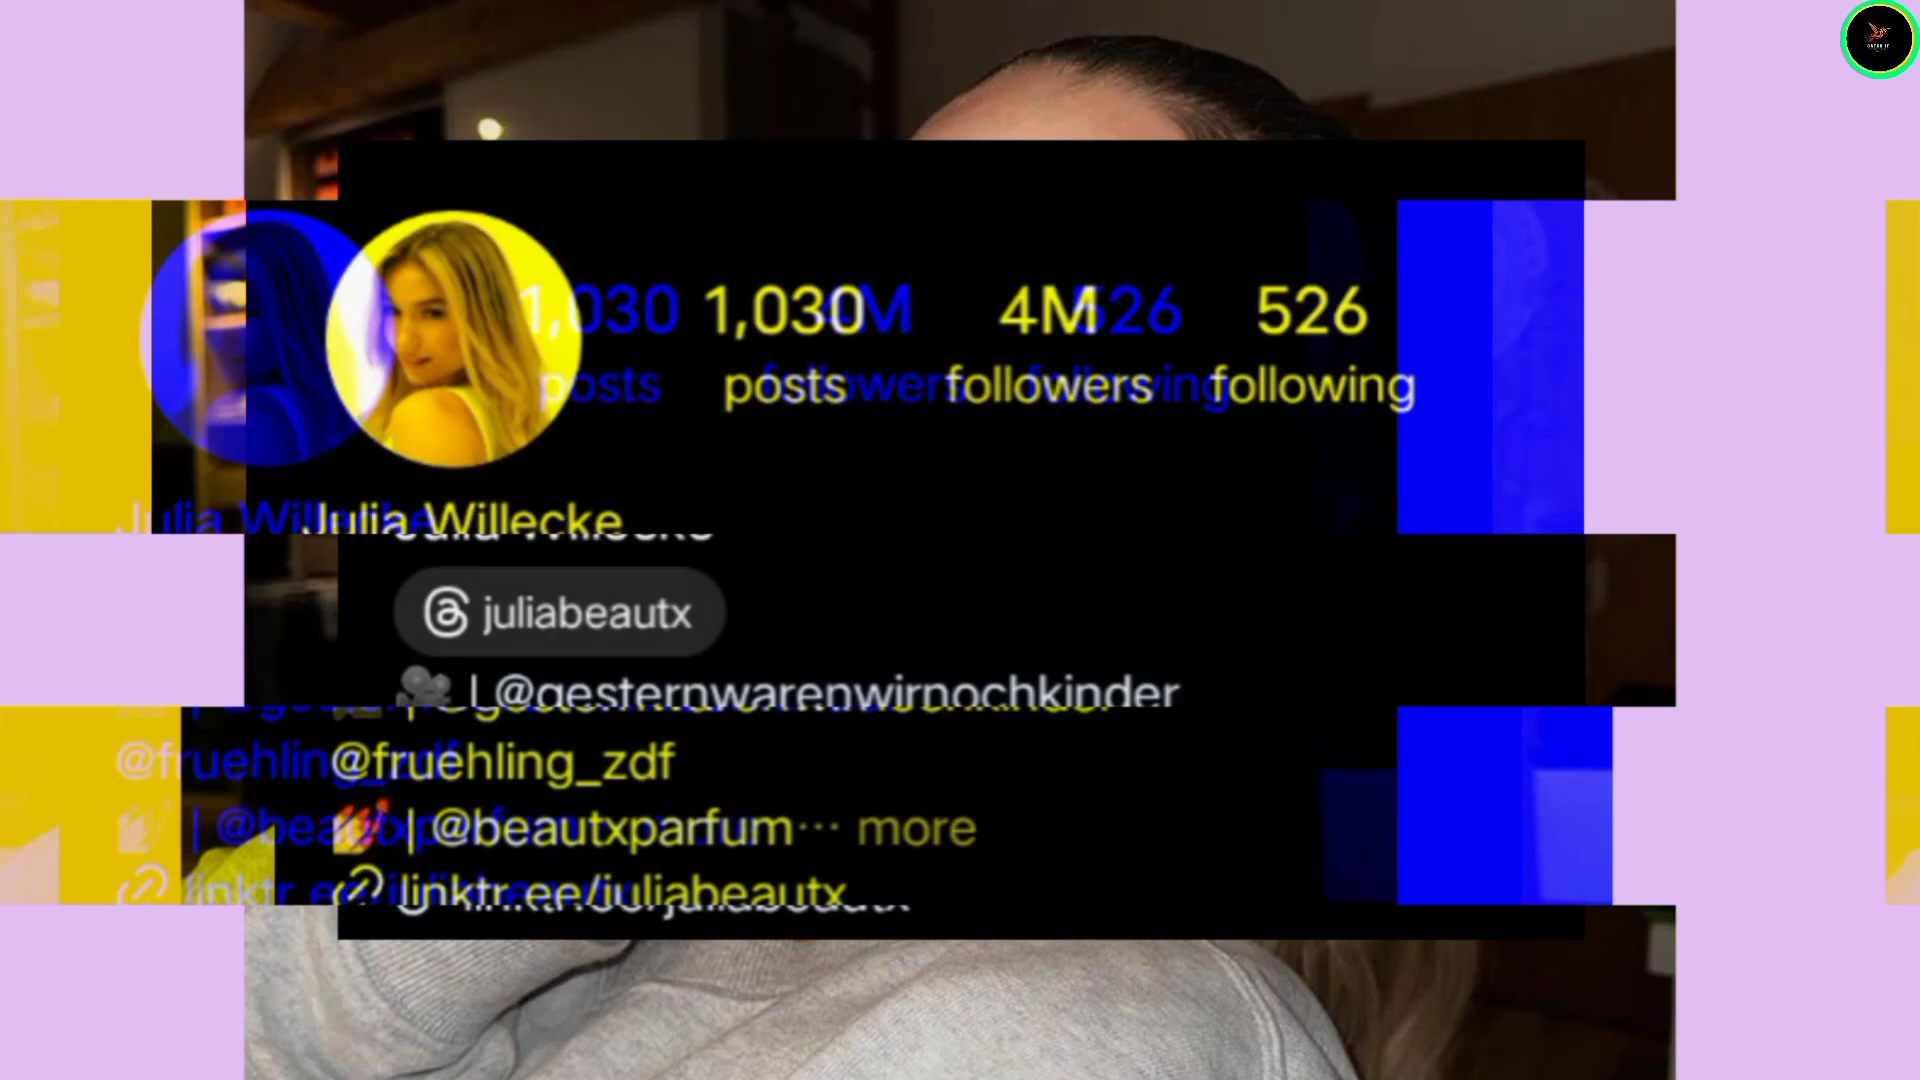 1,030 4M 526
posts followers following
Julia Willecke
juliabeautx
| @gesternwarenwirnochkinder
@fruehling_zdf
| @beautxparfum... more
linktr.ee/juliabeautx